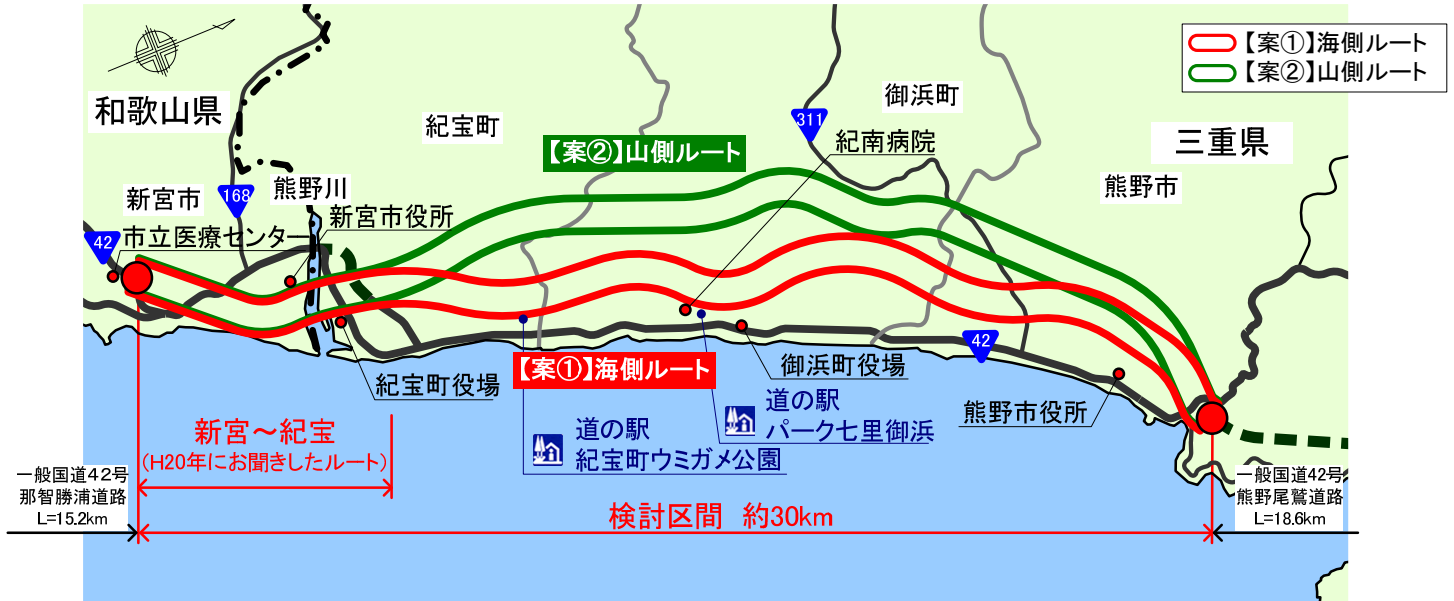 【案①】海側ルート
【案②】山側ルート
和歌山県
紀宝町
御浜町
三重県
311
【案②】山側ルート
紀南病院
新宮市
168
熊野川
熊野市
新宮市役所
42
市立医療センター
42
紀宝町役場
【案①】海側ルート
御浜町役場
熊野市役所
道の駅
パーク七里御浜
道の駅
紀宝町ウミガメ公園
新宮～紀宝
(H20年にお聞きしたルート)
一般国道42号
那智勝浦道路
L=15.2km
検討区間 約30km
一般国道42号
熊野尾鷲道路
L=18.6km